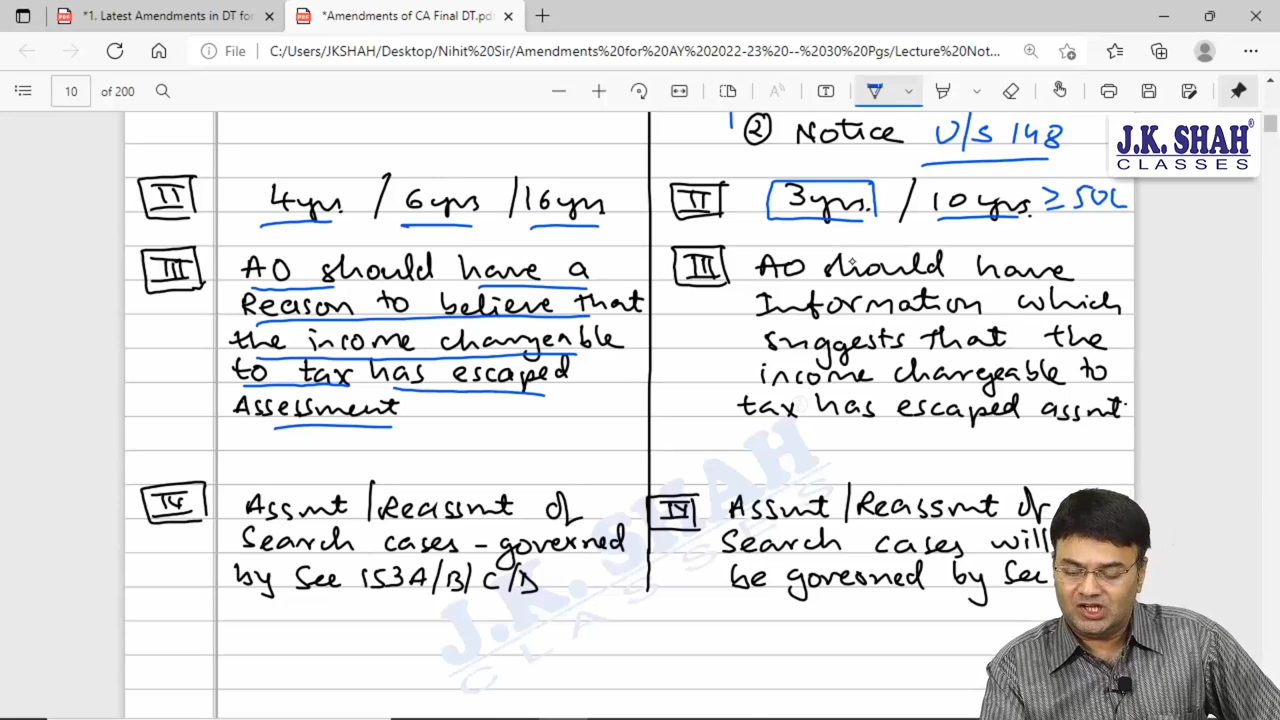 *1. Latest Amendments in DT for
*Amendments of CA Final DT.pd
File
C:/Users/JKSHAH/Desktop/Nihit%20Sir/Amendments%20for%20AY%202022-23%20--%2030%20Pgs/Lecture%20Not...
10 of 200
② Notice U/S 148
J.K. SHAH®
CLASSES
II 4yrs. / 6yrs / 16yrs
II 3yrs. / 10yrs. ≥ 50L
III AO should have a
Reason to believe that
the income chargeable
to tax has escaped
Assessment
III AO should have
Information which
suggests that the
income chargeable to
tax has escaped assmt.
IV Assmt / Reassmt of
Search cases - governed
by Sec 153A/B/C/D
IV Assmt / Reassmt of
Search cases will
be governed by Sec
J.K. SHAH
CLASSES